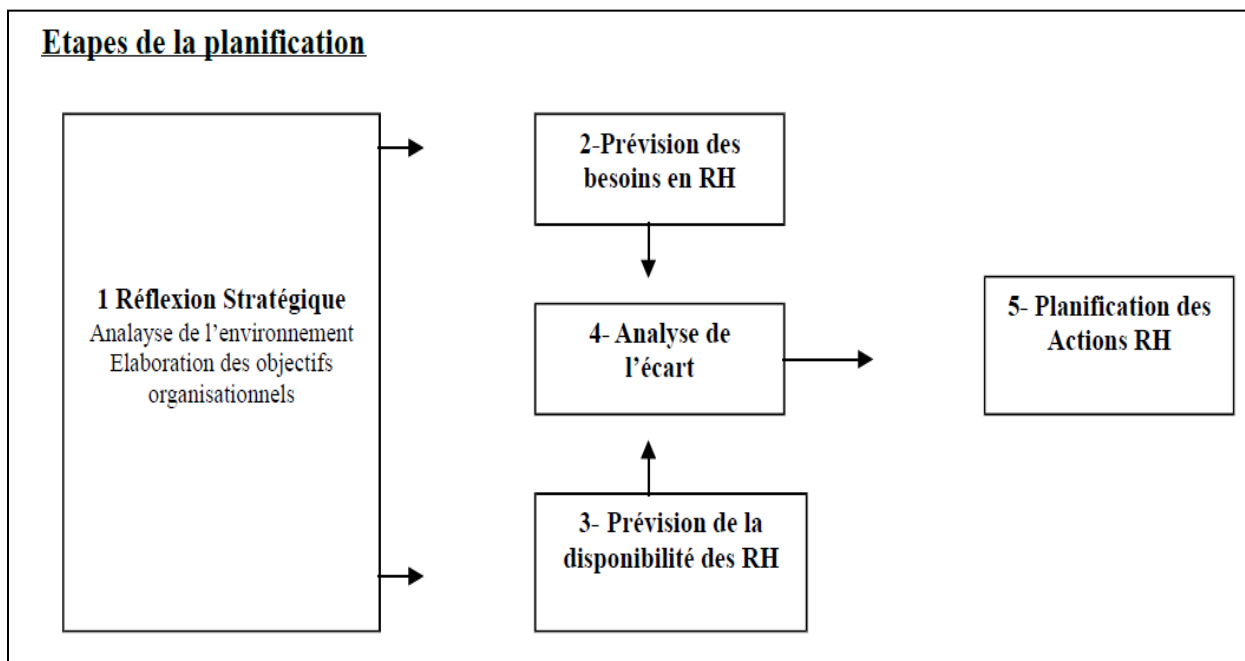 Etapes de la planification
1 Réflexion Stratégique
Analayse de l'environnement
Elaboration des objectifs
organisationnels
2-Prévision des
besoins en RH
3- Prévision de la
disponibilité des RH
4- Analyse de
l'écart
5- Planification des
Actions RH